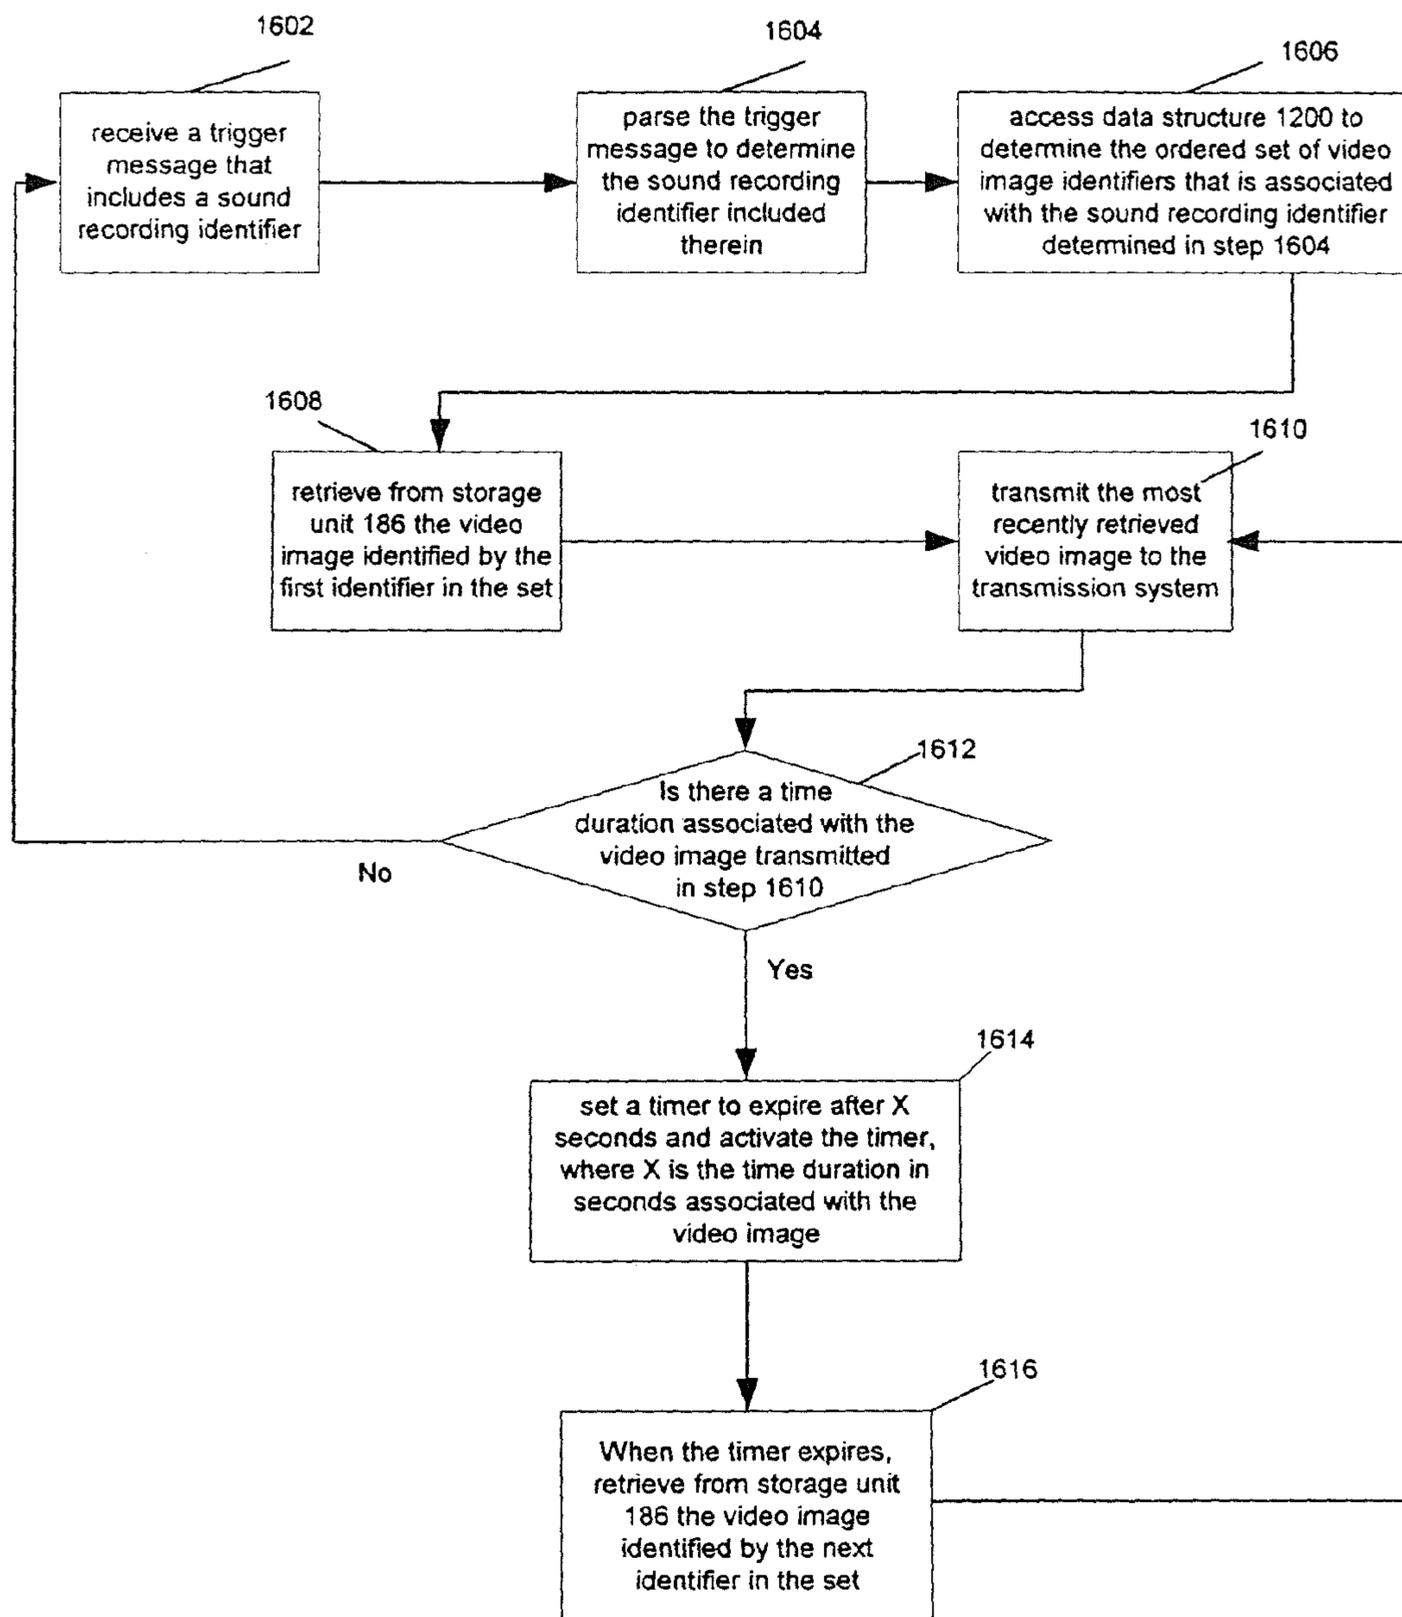 1602
receive a trigger
message that
includes a sound
recording identifier
1604
parse the trigger
message to determine
the sound recording
identifier included
therein
1606
access data structure 1200 to
determine the ordered set of video
image identifiers that is associated
with the sound recording identifier
determined in step 1604
1608
retrieve from storage
unit 186 the video
image identified by the
first identifier in the set
1610
transmit the most
recently retrieved
video image to the
transmission system
1612
Is there a time
duration associated with the
video image transmitted
in step 1610
No
Yes
1614
set a timer to expire after X
seconds and activate the timer,
where X is the time duration in
seconds associated with the
video image
1616
When the timer expires,
retrieve from storage unit
186 the video image
identified by the next
identifier in the set